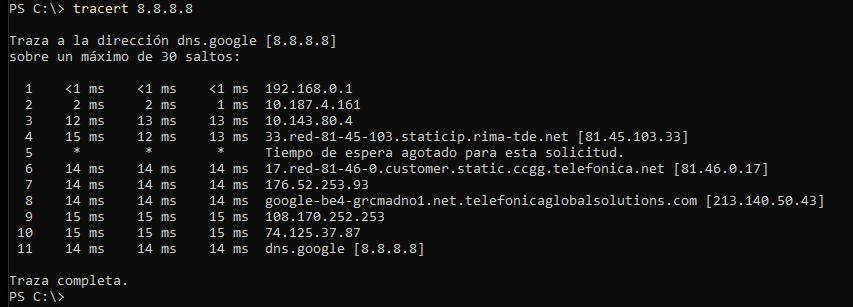 PS C:\> tracert 8.8.8.8
Traza a la dirección dns.google [8.8.8.8]
sobre un máximo de 30 saltos:
1 <1 ms <1 ms <1 ms 192.168.0.1
2 2 ms 2 ms 1 ms 10.187.4.161
3 12 ms 13 ms 13 ms 10.143.80.4
4 15 ms 12 ms 13 ms 33.red-81-45-103.staticip.rima-tde.net [81.45.103.33]
5 * * * Tiempo de espera agotado para esta solicitud.
6 14 ms 14 ms 14 ms 17.red-81-46-0.customer.static.ccgg.telefonica.net [81.46.0.17]
7 14 ms 14 ms 14 ms 176.52.253.93
8 14 ms 14 ms 14 ms google-be4-grcmadno1.net.telefonicaglobalsolutions.com [213.140.50.43]
9 15 ms 15 ms 15 ms 108.170.252.253
10 15 ms 15 ms 15 ms 74.125.37.87
11 14 ms 14 ms 14 ms dns.google [8.8.8.8]
Traza completa.
PS C:\>